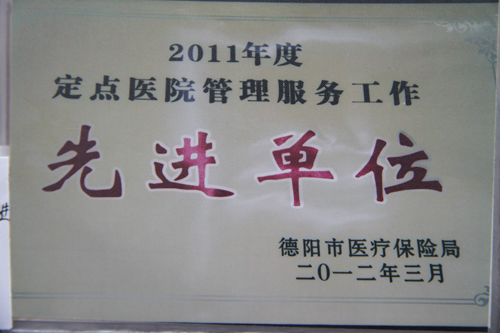 2011年度
定点医院管理服务工作
先进单位
德阳市医疗保险局
二〇一二年三月